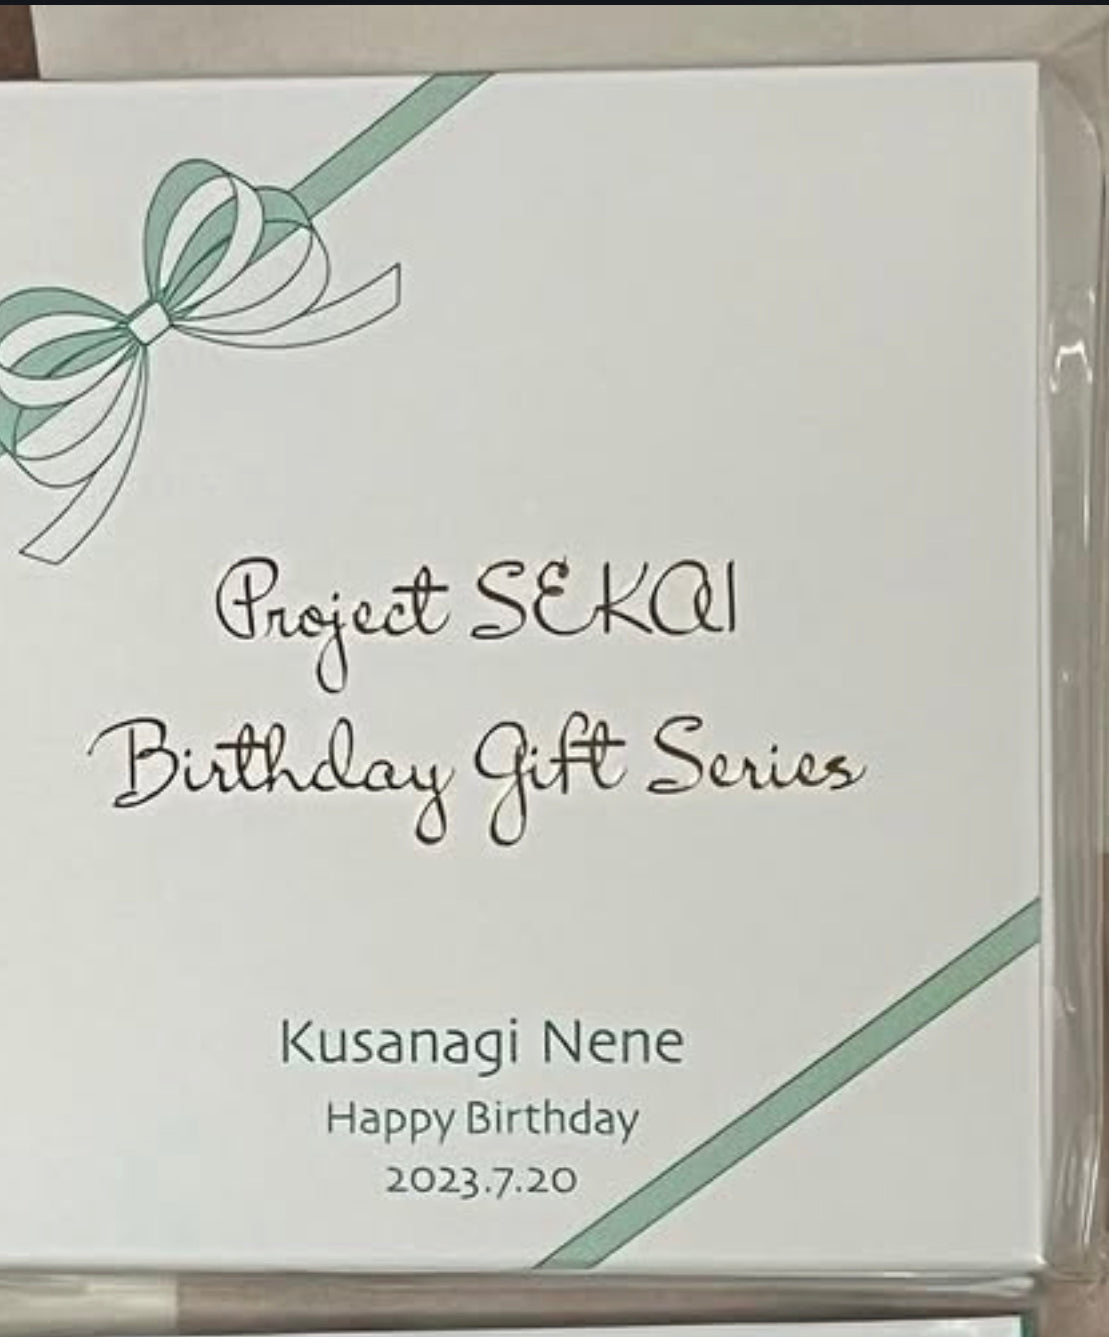 Project SEKAI
Birthday Gift Series
Kusanagi Nene
Happy Birthday
2023.7.20